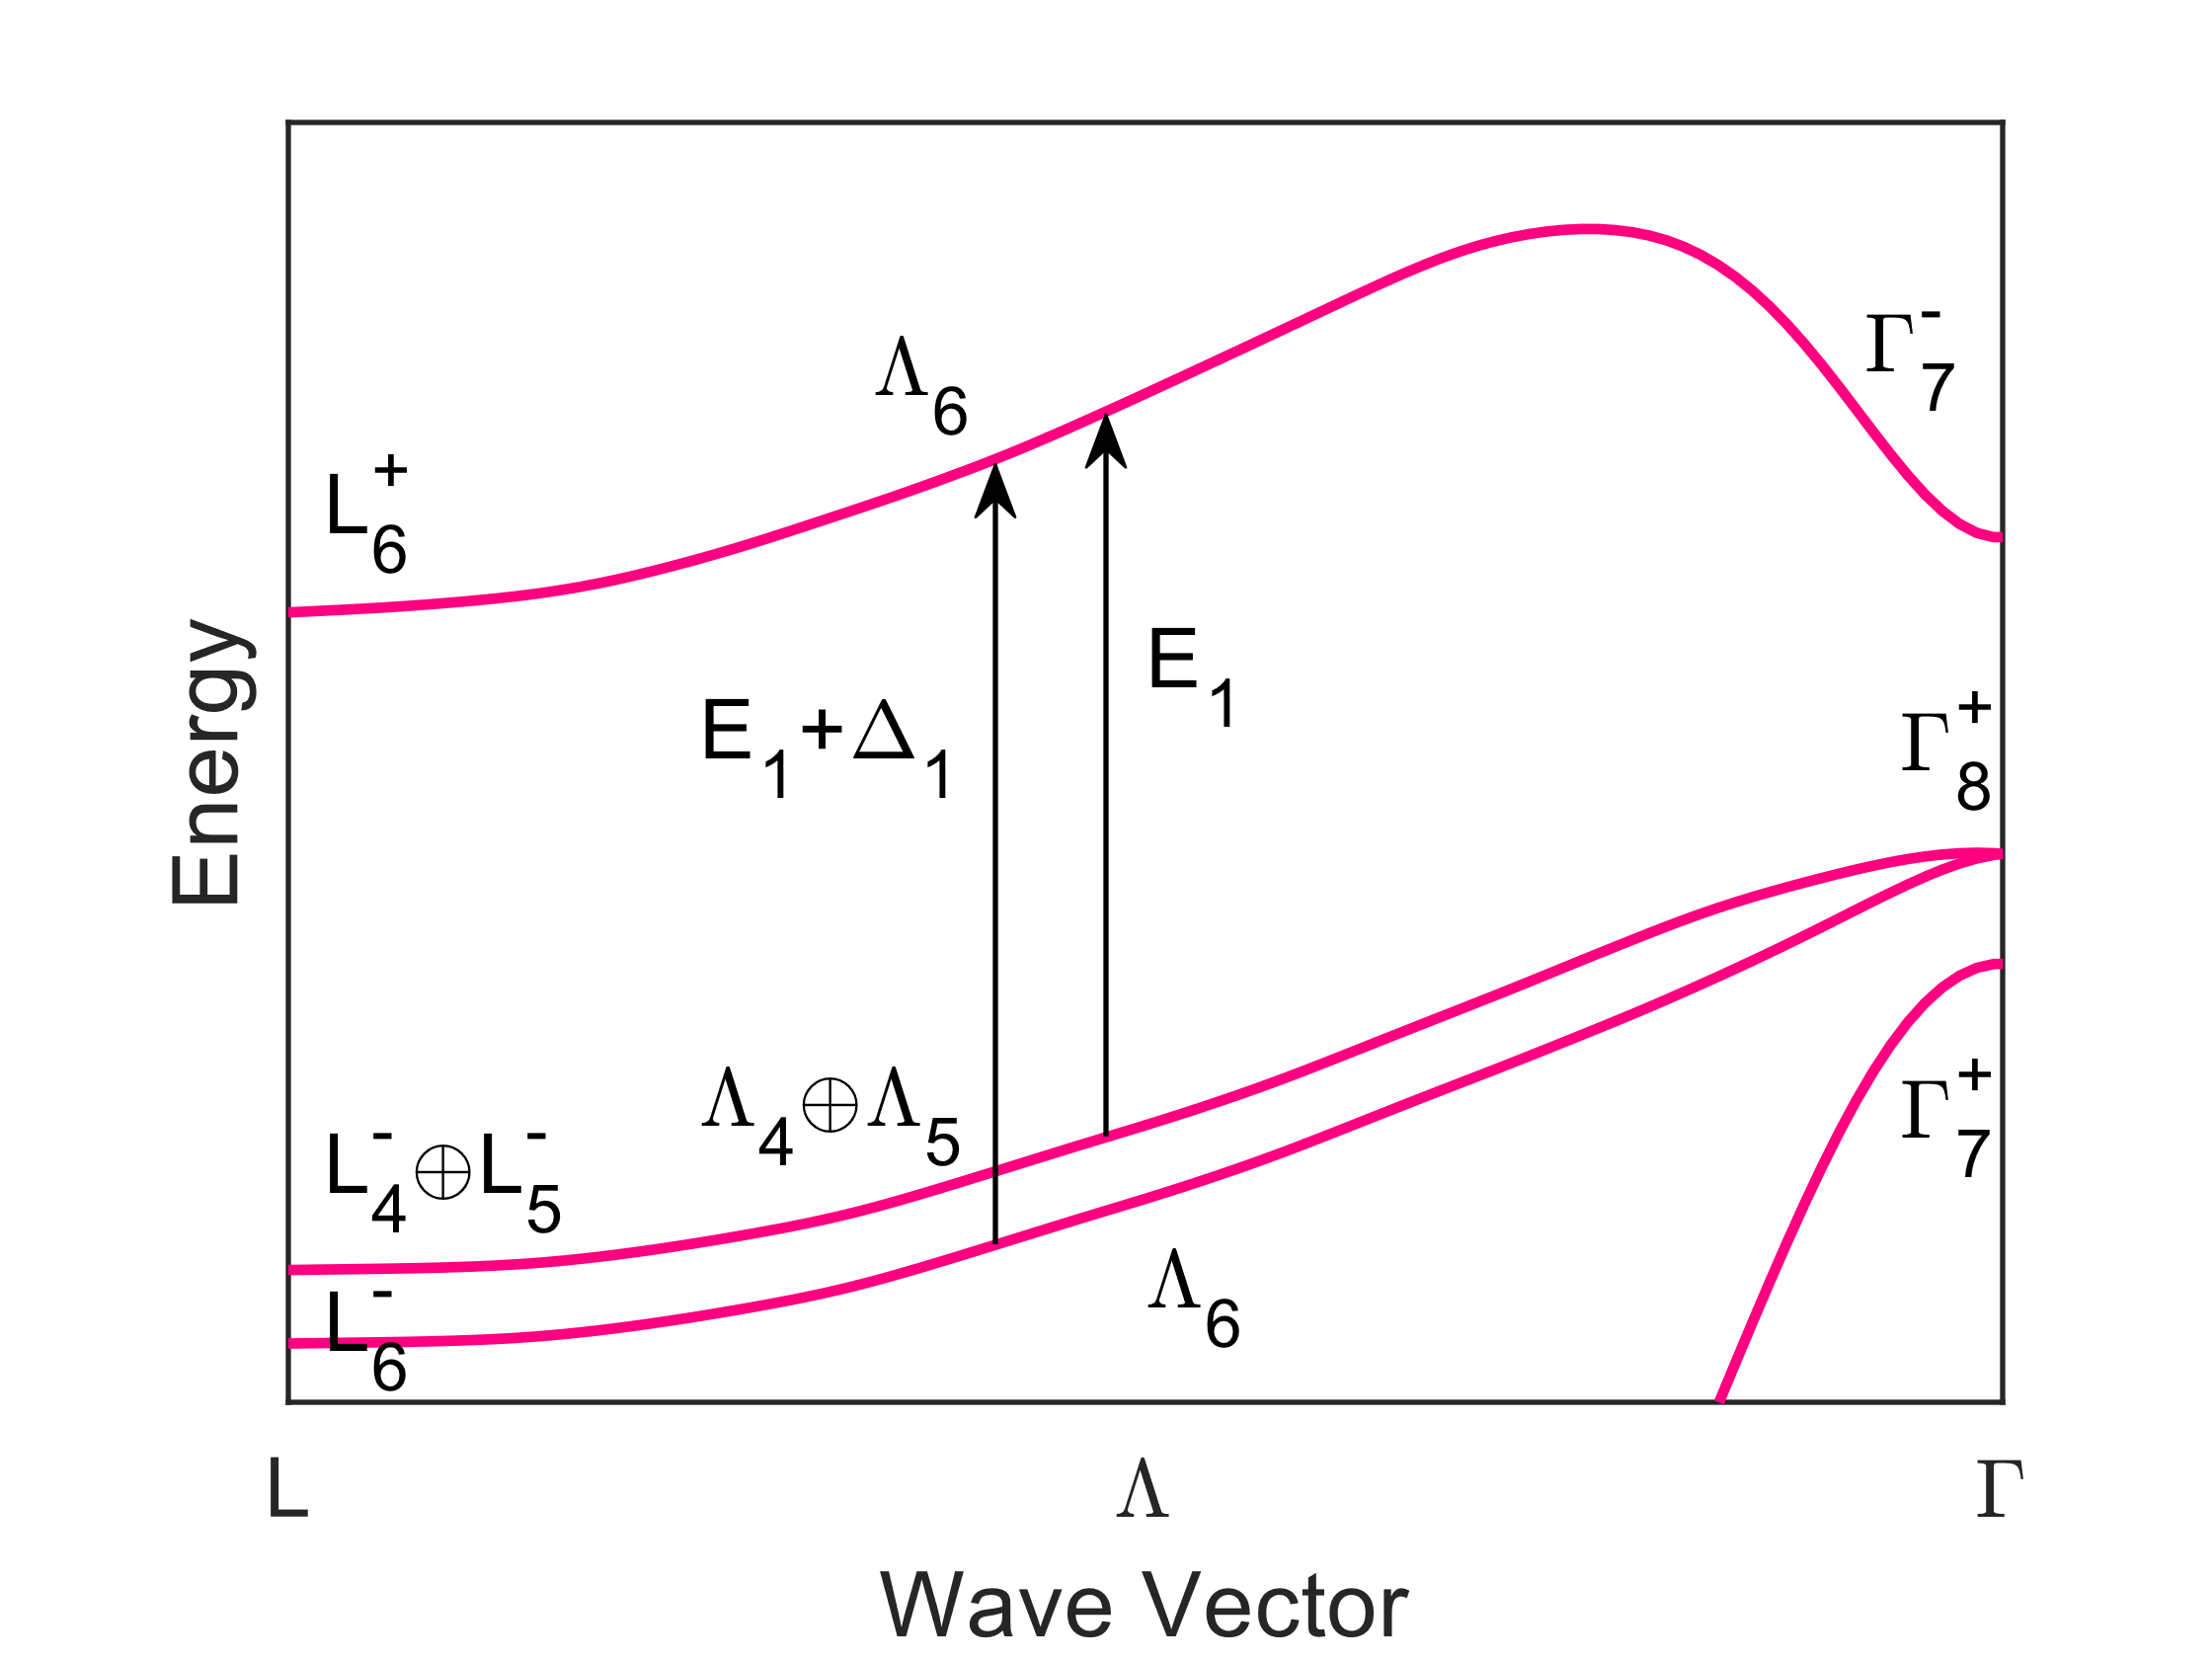 Λ₆
Γ₇⁻
L₆⁺
E₁
E₁+Δ₁
Γ₈⁺
Energy
Λ₄⊕Λ₅
Γ₇⁺
L₄⁻⊕L₅⁻
Λ₆
L₆⁻
L Λ Γ
Wave Vector